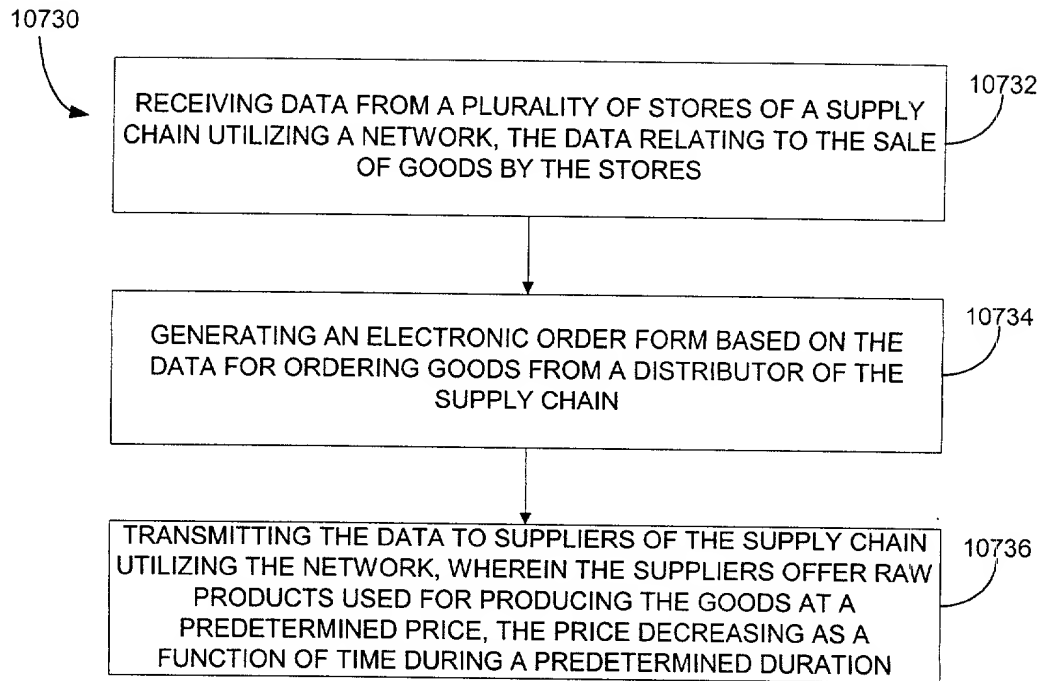 10730
10732
RECEIVING DATA FROM A PLURALITY OF STORES OF A SUPPLY
CHAIN UTILIZING A NETWORK, THE DATA RELATING TO THE SALE
OF GOODS BY THE STORES
10734
GENERATING AN ELECTRONIC ORDER FORM BASED ON THE
DATA FOR ORDERING GOODS FROM A DISTRIBUTOR OF THE
SUPPLY CHAIN
10736
TRANSMITTING THE DATA TO SUPPLIERS OF THE SUPPLY CHAIN
UTILIZING THE NETWORK, WHEREIN THE SUPPLIERS OFFER RAW
PRODUCTS USED FOR PRODUCING THE GOODS AT A
PREDETERMINED PRICE, THE PRICE DECREASING AS A
FUNCTION OF TIME DURING A PREDETERMINED DURATION